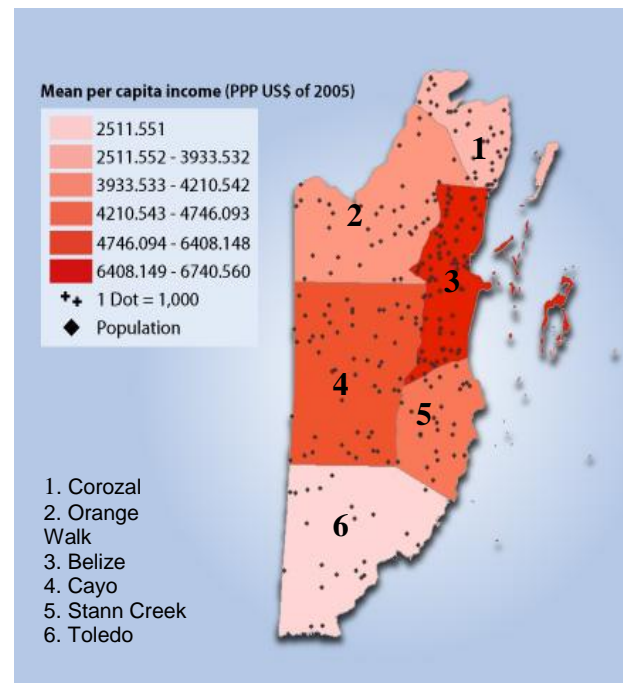 Mean per capita income (PPP US$ of 2005)
2511.551
2511.552 - 3933.532
3933.533 - 4210.542
4210.543 - 4746.093
4746.094 - 6408.148
6408.149 - 6740.560
1 Dot = 1,000
Population
1
2
3
4
5
6
1. Corozal
2. Orange
Walk
3. Belize
4. Cayo
5. Stann Creek
6. Toledo